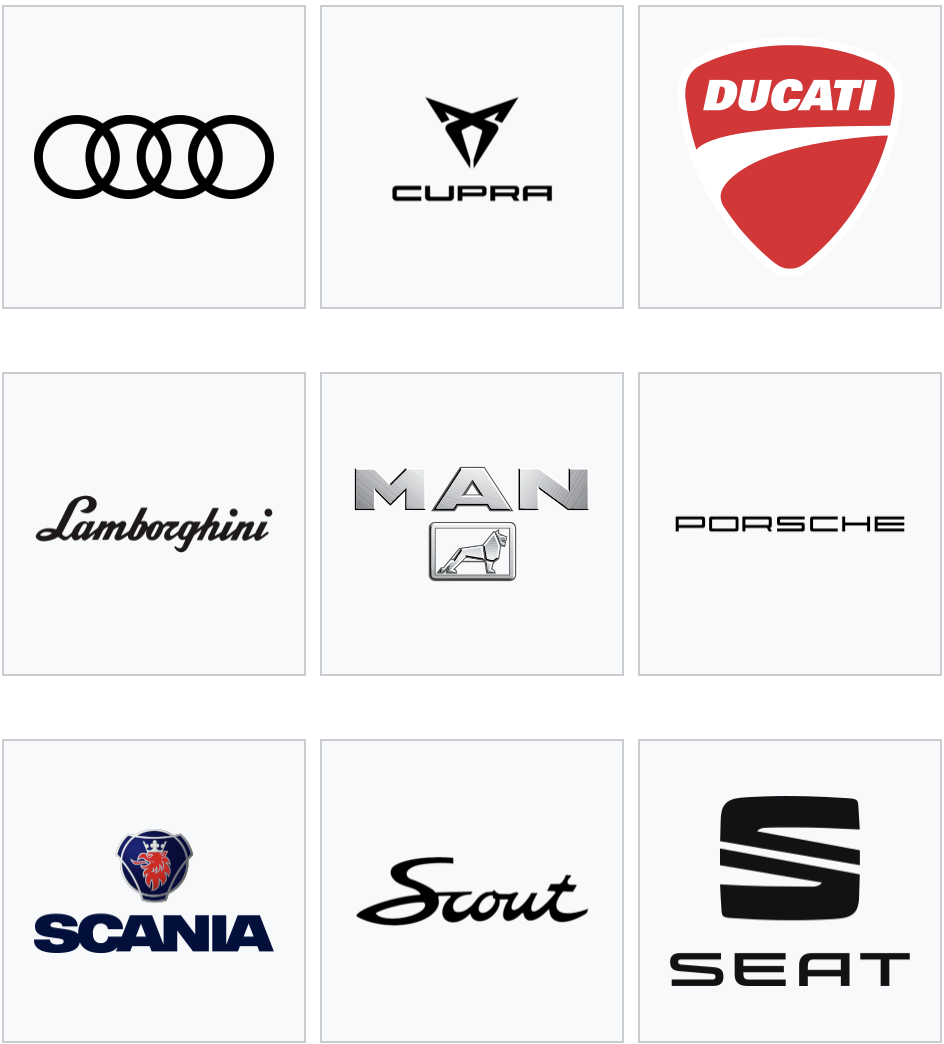 CUPRA
DUCATI
Lamborghini
MAN
PORSCHE
SCANIA
Scout
SEAT